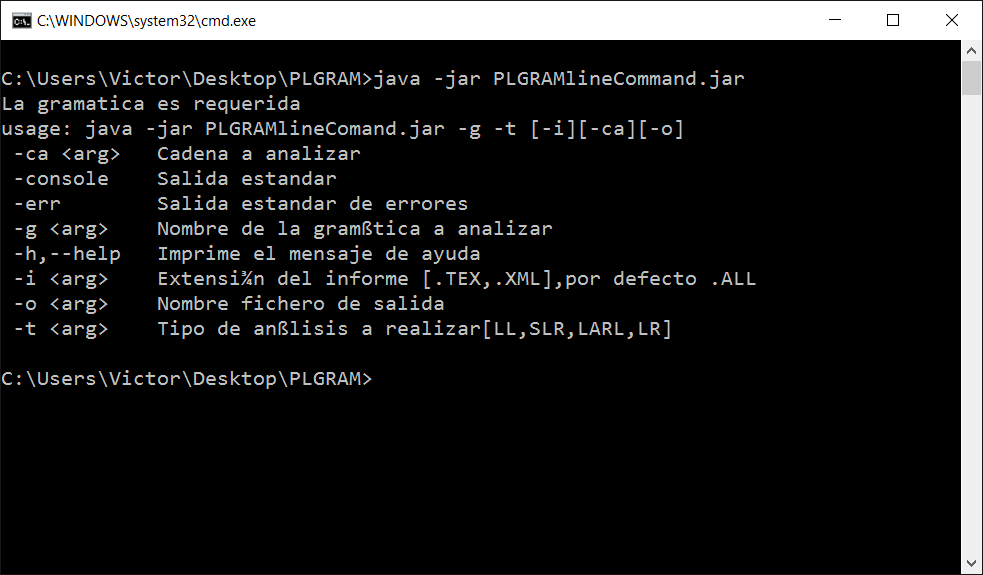 C:\WINDOWS\system32\cmd.exe
C:\Users\Victor\Desktop\PLGRAM>java -jar PLGRAMlineCommand.jar
La gramatica es requerida
usage: java -jar PLGRAMlineComand.jar -g -t [-i][-ca][-o]
-ca <arg>   Cadena a analizar
-console    Salida estandar
-err        Salida estandar de errores
-g <arg>    Nombre de la gramßtica a analizar
-h,--help   Imprime el mensaje de ayuda
-i <arg>    Extensi¾n del informe [.TEX,.XML],por defecto .ALL
-o <arg>    Nombre fichero de salida
-t <arg>    Tipo de anßlisis a realizar[LL,SLR,LARL,LR]
C:\Users\Victor\Desktop\PLGRAM>